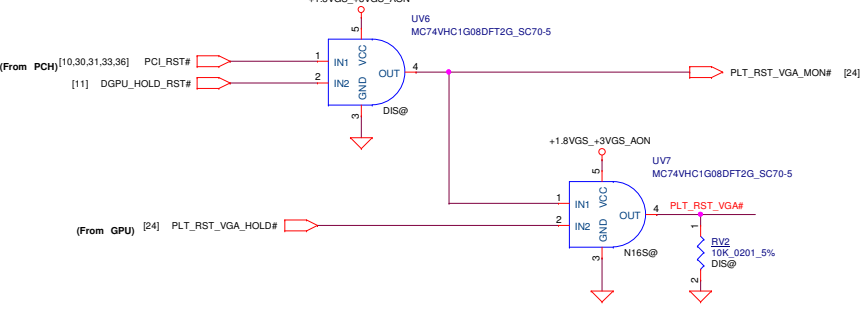 UV6
MC74VHC1G08DFT2G_SC70-5
5
VCC
(From PCH) [10,30,31,33,36] PCI_RST# 1 IN1
OUT 4
PLT_RST_VGA_MON# [24]
[11] DGPU_HOLD_RST# 2 IN2
GND
3
DIS@
+1.8VGS_+3VGS_AON
UV7
MC74VHC1G08DFT2G_SC70-5
5
VCC
1 IN1
OUT 4 PLT_RST_VGA#
(From GPU) [24] PLT_RST_VGA_HOLD# 2 IN2
GND
3
N16S@
1
RV2
10K_0201_5%
DIS@
2